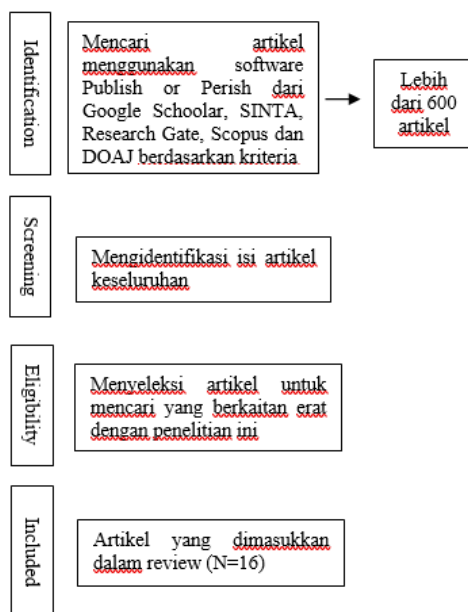 Identification
Mencari artikel
menggunakan software
Publish or Perish dari
Google Schoolar, SINTA,
Research Gate, Scopus dan
DOAJ berdasarkan kriteria
Lebih
dari 600
artikel
Screening
Mengidentifikasi isi artikel
keseluruhan
Eligibility
Menyeleksi artikel untuk
mencari yang berkaitan erat
dengan penelitian ini
Included
Artikel yang dimasukkan
dalam review (N=16)